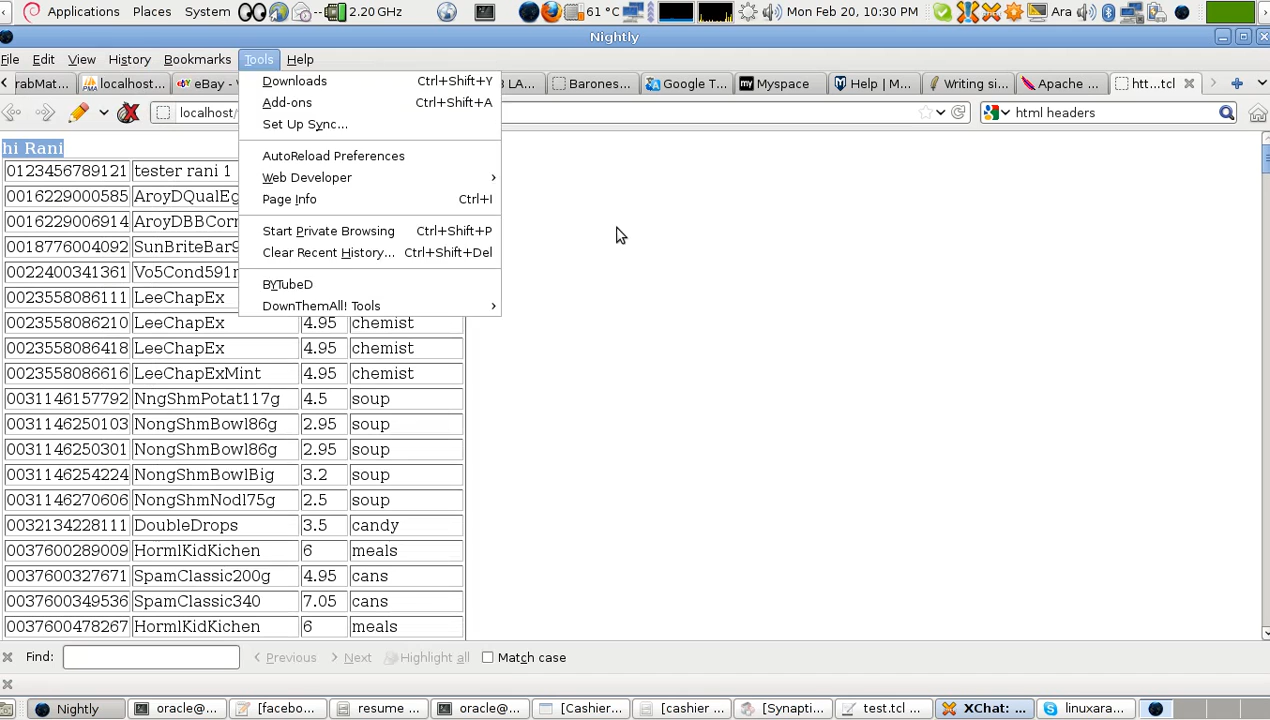 Applications Places System 2.20 GHz 61 °C Mon Feb 20, 10:30 PM Ara
Nightly
File Edit View History Bookmarks Tools Help
rabMat... localhost... eBay - LA... Barones... Google T... Myspace Help | M... Writing si... Apache ... htt...tcl
localhost/ html headers
Downloads Ctrl+Shift+Y
Add-ons Ctrl+Shift+A
Set Up Sync...
AutoReload Preferences
Web Developer
Page Info Ctrl+I
Start Private Browsing Ctrl+Shift+P
Clear Recent History... Ctrl+Shift+Del
BYTubeD
DownThemAll! Tools
hi Rani
0123456789121 tester rani 1
0016229000585 AroyDQualEg
0016229006914 AroyDBBCorn
0018776004092 SunBriteBar9
0022400341361 Vo5Cond591m
0023558086111 LeeChapEx
0023558086210 LeeChapEx 4.95 chemist
0023558086418 LeeChapEx 4.95 chemist
0023558086616 LeeChapExMint 4.95 chemist
0031146157792 NngShmPotat117g 4.5 soup
0031146250103 NongShmBowl86g 2.95 soup
0031146250301 NongShmBowl86g 2.95 soup
0031146254224 NongShmBowlBig 3.2 soup
0031146270606 NongShmNodl75g 2.5 soup
0032134228111 DoubleDrops 3.5 candy
0037600289009 HormlKidKichen 6 meals
0037600327671 SpamClassic200g 4.95 cans
0037600349536 SpamClassic340 7.05 cans
0037600478267 HormlKidKichen 6 meals
Find: Previous Next Highlight all Match case
Nightly oracle@... [facebo... resume ... oracle@... [Cashier... [cashier ... [Synapti... test.tcl ... XChat: ... linuxara...